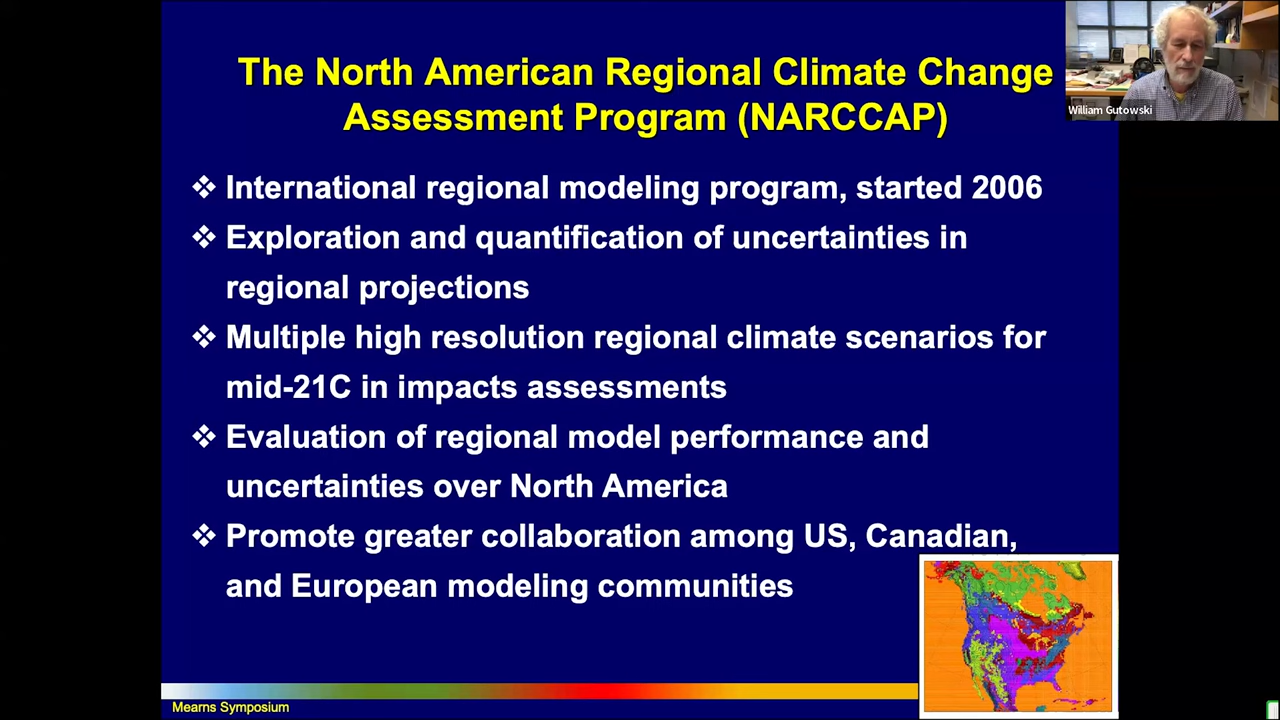 The North American Regional Climate Change
Assessment Program (NARCCAP)
William Gutowski
❖ International regional modeling program, started 2006
❖ Exploration and quantification of uncertainties in
regional projections
❖ Multiple high resolution regional climate scenarios for
mid-21C in impacts assessments
❖ Evaluation of regional model performance and
uncertainties over North America
❖ Promote greater collaboration among US, Canadian,
and European modeling communities
Mearns Symposium